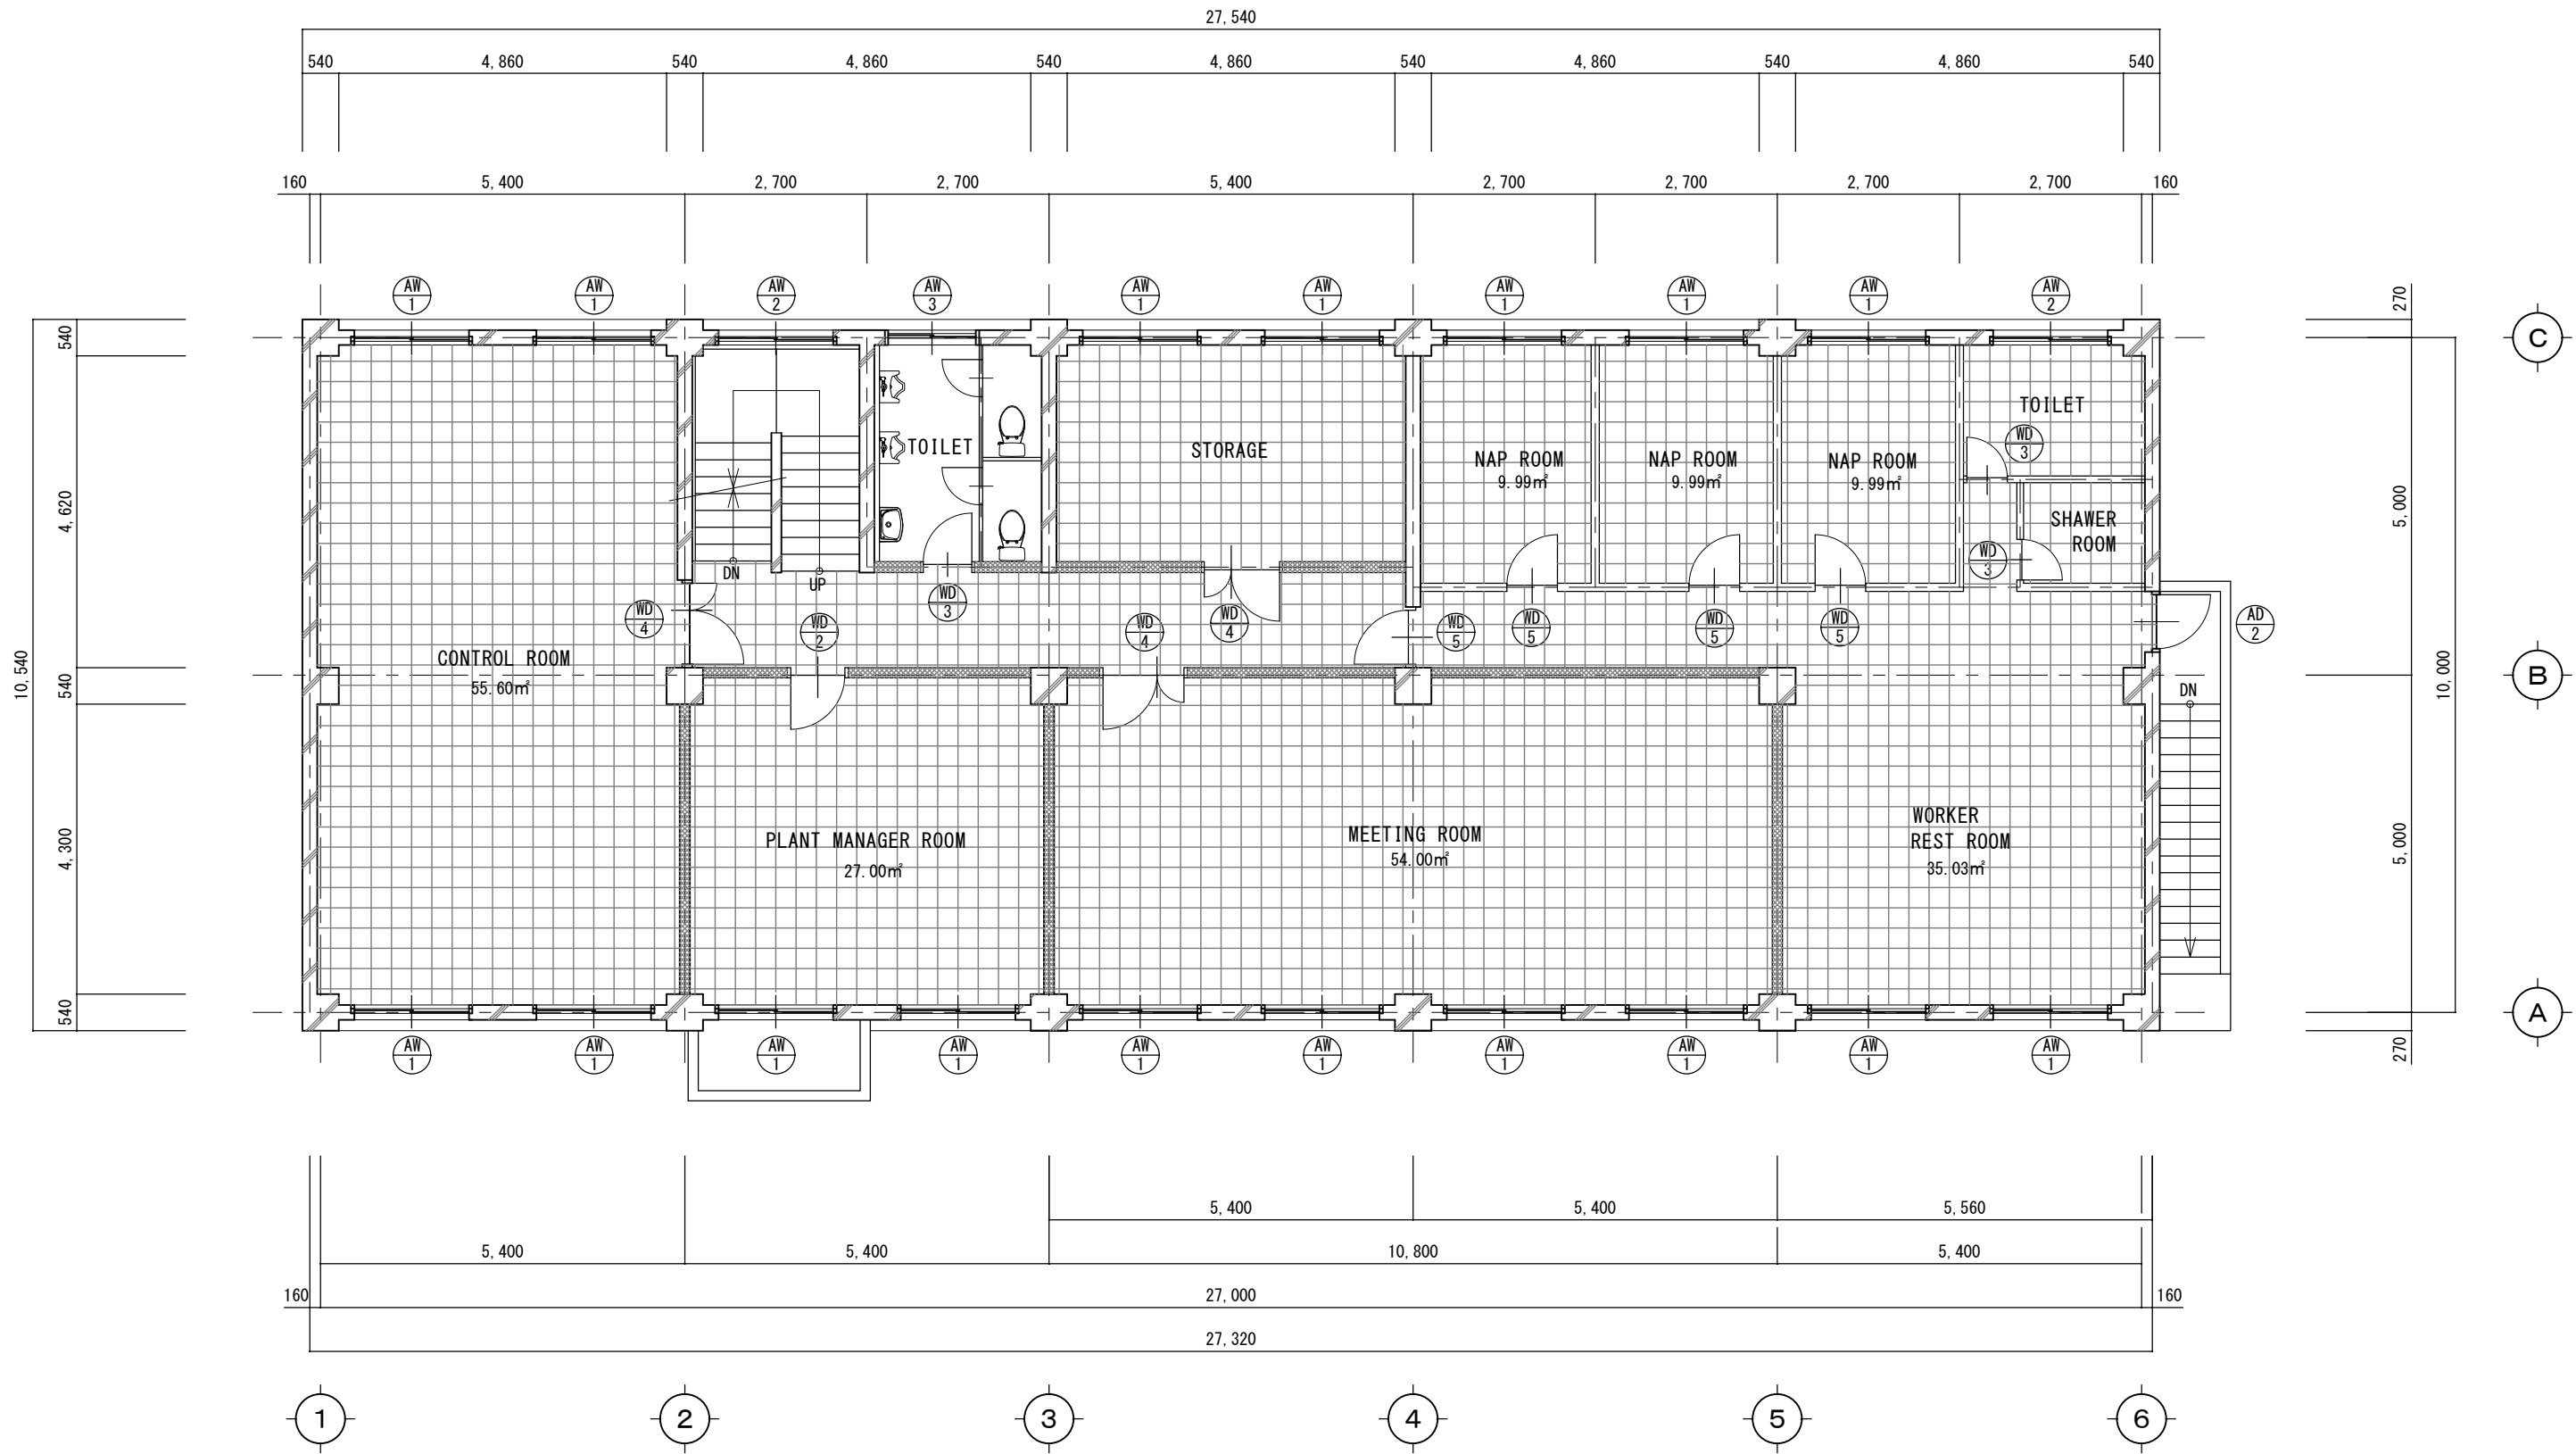 27,540
540 4,860 540 4,860 540 4,860 540 4,860 540 4,860 540
160 5,400 2,700 2,700 5,400 2,700 2,700 2,700 2,700 160
AW 1 AW 1 AW 2 AW 3 AW 1 AW 1 AW 1 AW 1 AW 1 AW 2
270
540
C
TOILET
WD 3
TOILET
STORAGE
NAP ROOM
9.99㎡
NAP ROOM
9.99㎡
NAP ROOM
9.99㎡
4,620
5,000
SHAWER
ROOM
WD 3
DN
UP
WD 3
WD 4
WD 2
WD 4
WD 4
WD 5
WD 5
WD 5
WD 5
AD 2
CONTROL ROOM
55.60㎡
10,540
540
10,000
B
DN
PLANT MANAGER ROOM
27.00㎡
MEETING ROOM
54.00㎡
WORKER
REST ROOM
35.03㎡
4,300
5,000
540
A
270
AW 1 AW 1 AW 1 AW 1 AW 1 AW 1 AW 1 AW 1 AW 1 AW 1
5,400 5,400 5,560
5,400 5,400 10,800 5,400
160 27,000 160
27,320
1 2 3 4 5 6